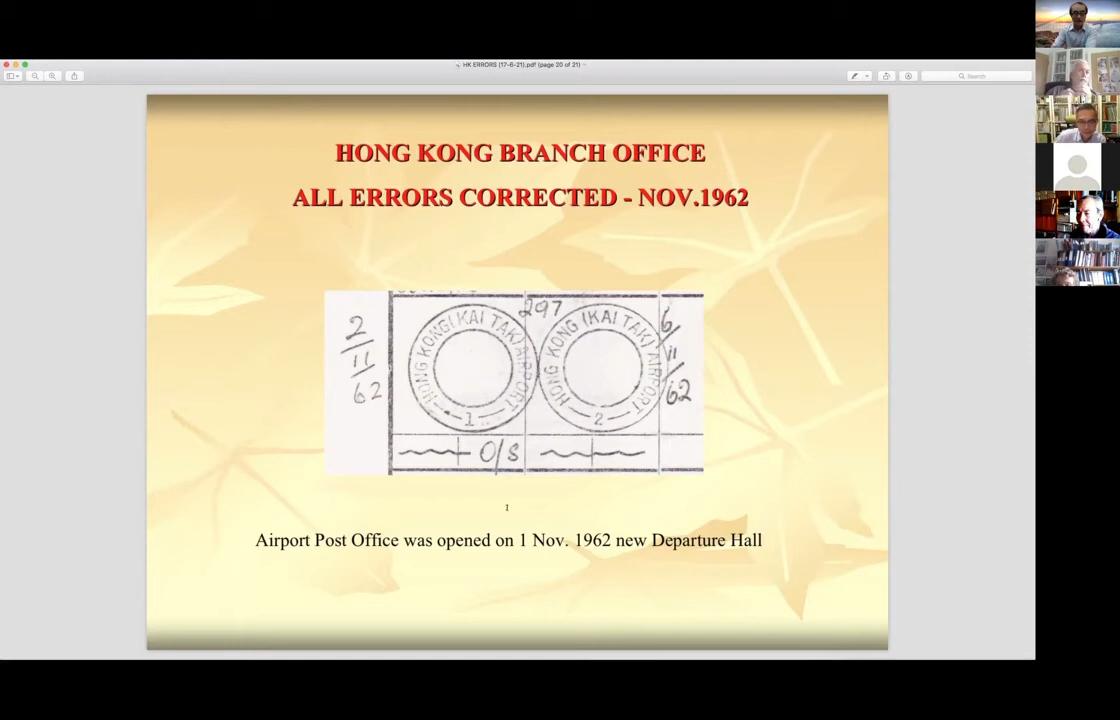 HK ERRORS (17-6-21).pdf (page 20 of 21)
Search
HONG KONG BRANCH OFFICE
ALL ERRORS CORRECTED - NOV.1962
2/11/62
HONG KONG (KAI TAK) AIRPORT
1
297
HONG KONG (KAI TAK) AIRPORT
2
6/11/62
O/S
1
Airport Post Office was opened on 1 Nov. 1962 new Departure Hall